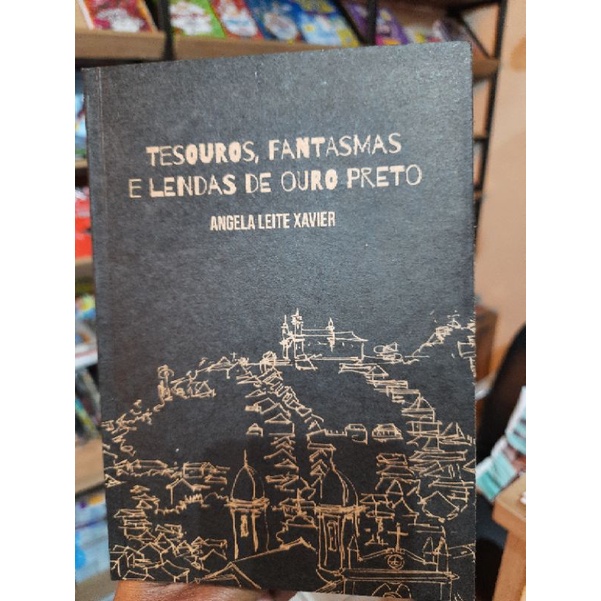 TESOUROS, FANTASMAS
E LENDAS DE OURO PRETO
ANGELA LEITE XAVIER